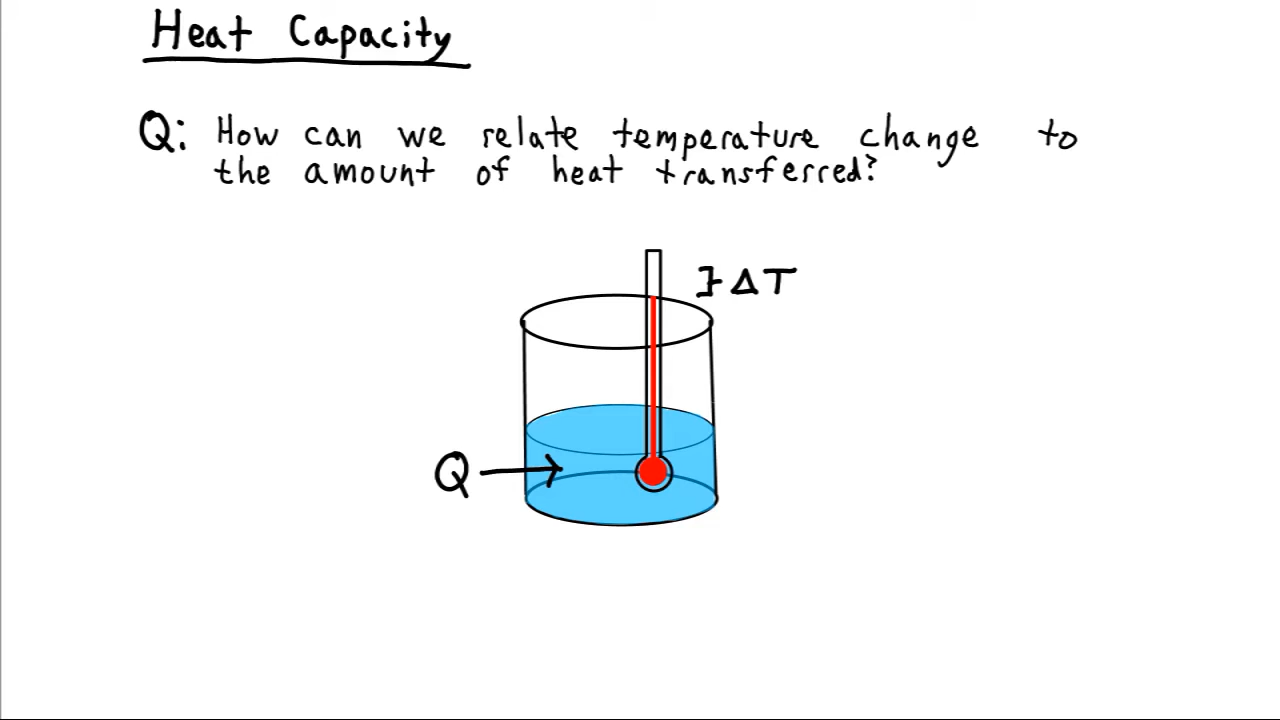 Heat Capacity
Q: How can we relate temperature change to
the amount of heat transferred?
} ΔT
Q →